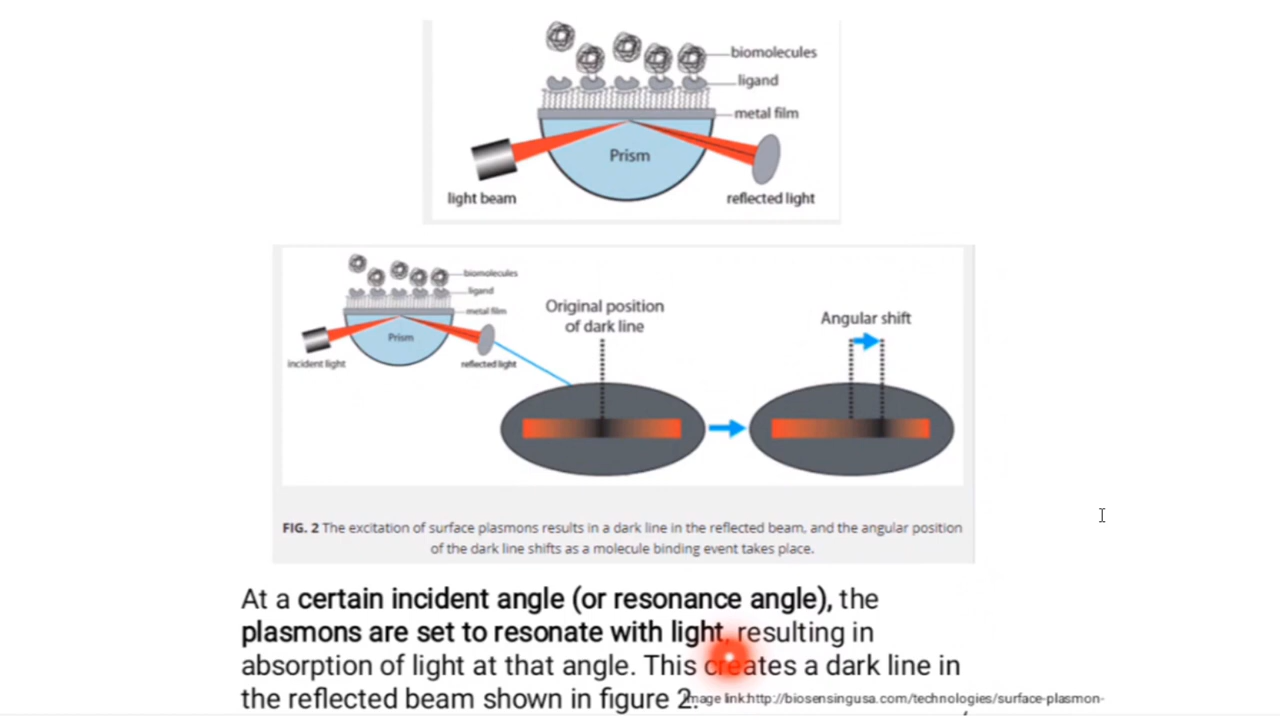 biomolecules
ligand
metal film
Prism
light beam
reflected light
biomolecules
ligand
metal film
Prism
incident light
reflected light
Original position
of dark line
Angular shift
FIG. 2 The excitation of surface plasmons results in a dark line in the reflected beam, and the angular position
of the dark line shifts as a molecule binding event takes place.
At a certain incident angle (or resonance angle), the
plasmons are set to resonate with light, resulting in
absorption of light at that angle. This creates a dark line in
the reflected beam shown in figure 2.
Image link:http://biosensingusa.com/technologies/surface-plasmon-